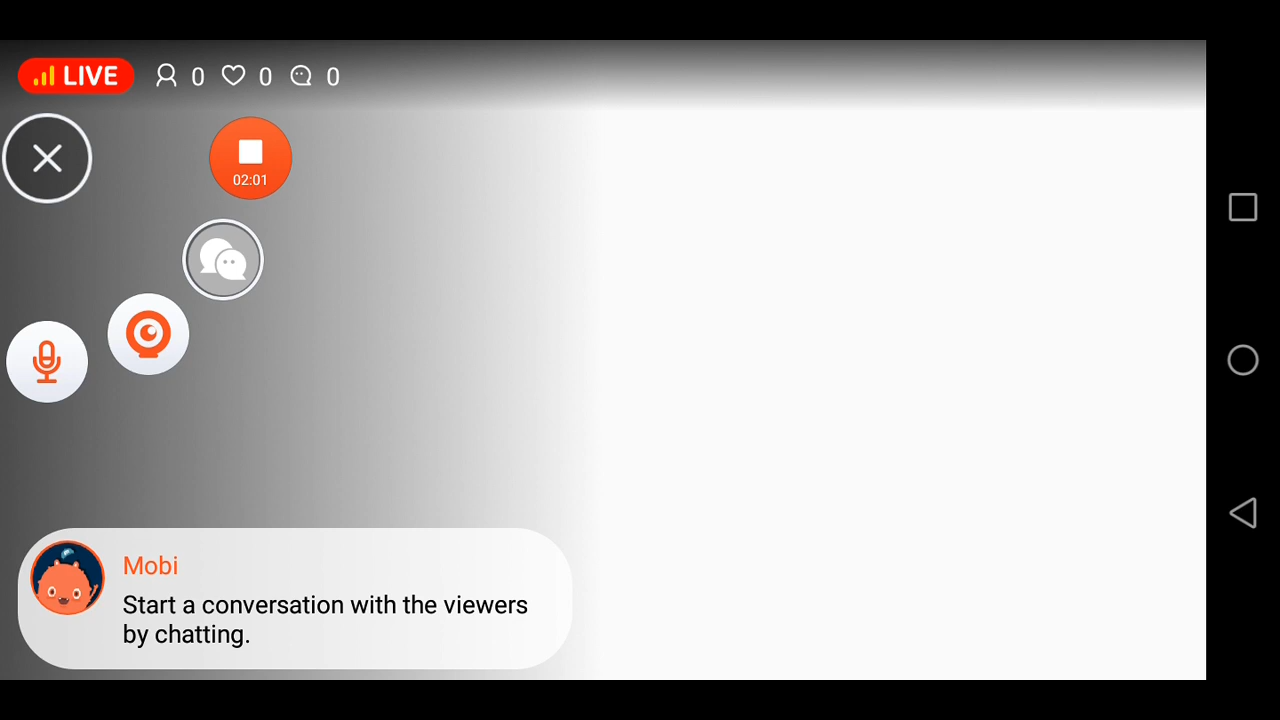 LIVE 0 0 0
02:01
Mobi
Start a conversation with the viewers
by chatting.